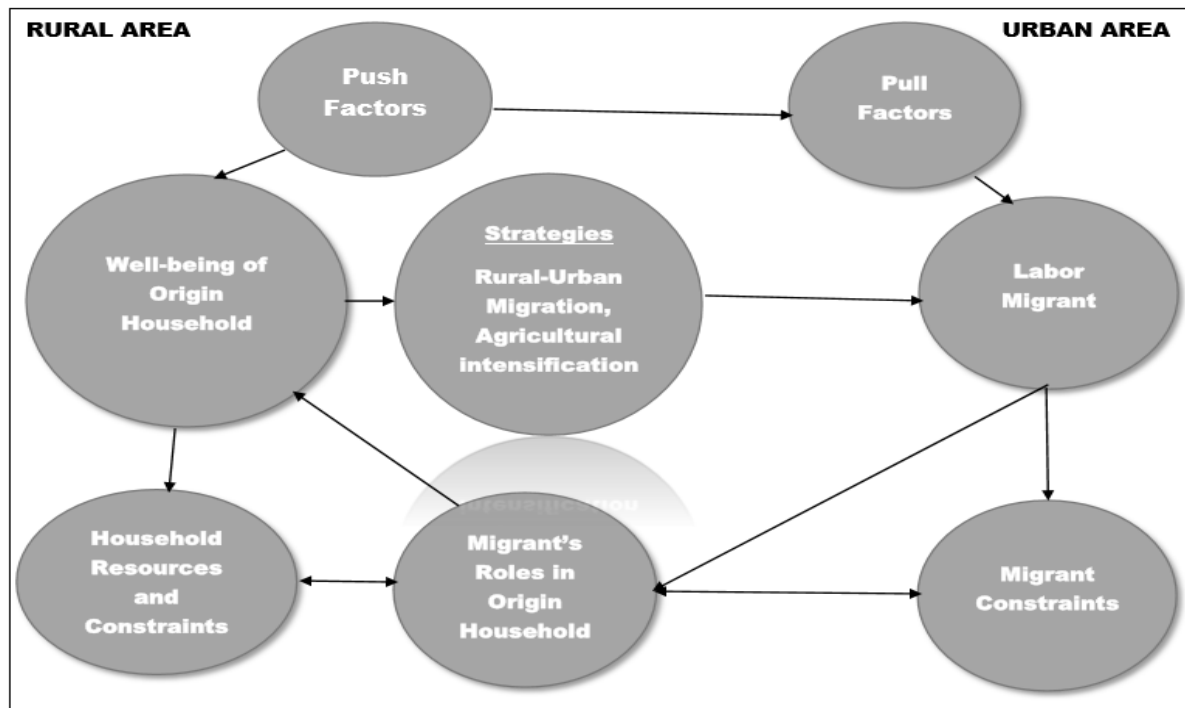 RURAL AREA
URBAN AREA
Push
Factors
Pull
Factors
Well-being of
Origin
Household
Strategies
Rural-Urban
Migration,
Agricultural
intensification
Labor
Migrant
Household
Resources
and
Constraints
Migrant’s
Roles in
Origin
Household
Migrant
Constraints